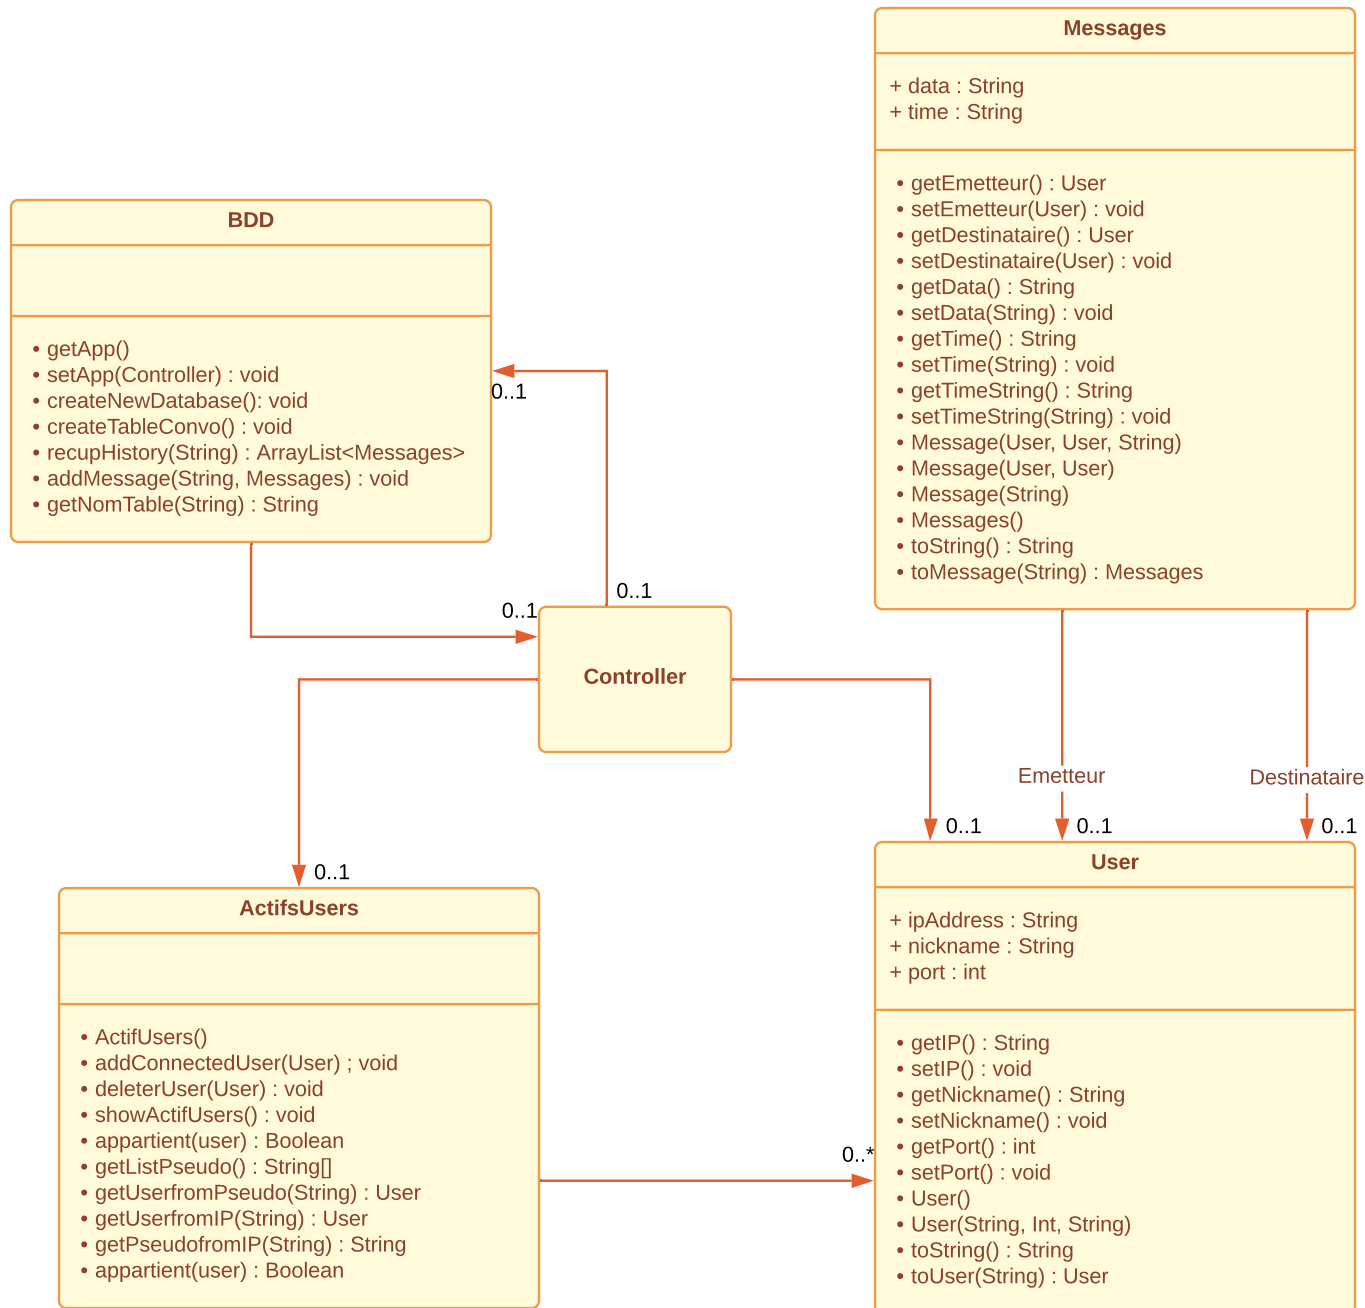 Messages
+ data : String
+ time : String
• getEmetteur() : User
• setEmetteur(User) : void
• getDestinataire() : User
• setDestinataire(User) : void
• getData() : String
• setData(String) : void
• getTime() : String
• setTime(String) : void
• getTimeString() : String
• setTimeString(String) : void
• Message(User, User, String)
• Message(User, User)
• Message(String)
• Messages()
• toString() : String
• toMessage(String) : Messages
BDD
• getApp()
• setApp(Controller) : void
• createNewDatabase(): void
• createTableConvo() : void
• recupHistory(String) : ArrayList<Messages>
• addMessage(String, Messages) : void
• getNomTable(String) : String
0..1
0..1
0..1
Controller
Emetteur
Destinataire
0..1
0..1
0..1
0..1
ActifsUsers
• ActifUsers()
• addConnectedUser(User) ; void
• deleterUser(User) : void
• showActifUsers() : void
• appartient(user) : Boolean
• getListPseudo() : String[]
• getUserfromPseudo(String) : User
• getUserfromIP(String) : User
• getPseudofromIP(String) : String
• appartient(user) : Boolean
0..*
User
+ ipAddress : String
+ nickname : String
+ port : int
• getIP() : String
• setIP() : void
• getNickname() : String
• setNickname() : void
• getPort() : int
• setPort() : void
• User()
• User(String, Int, String)
• toString() : String
• toUser(String) : User